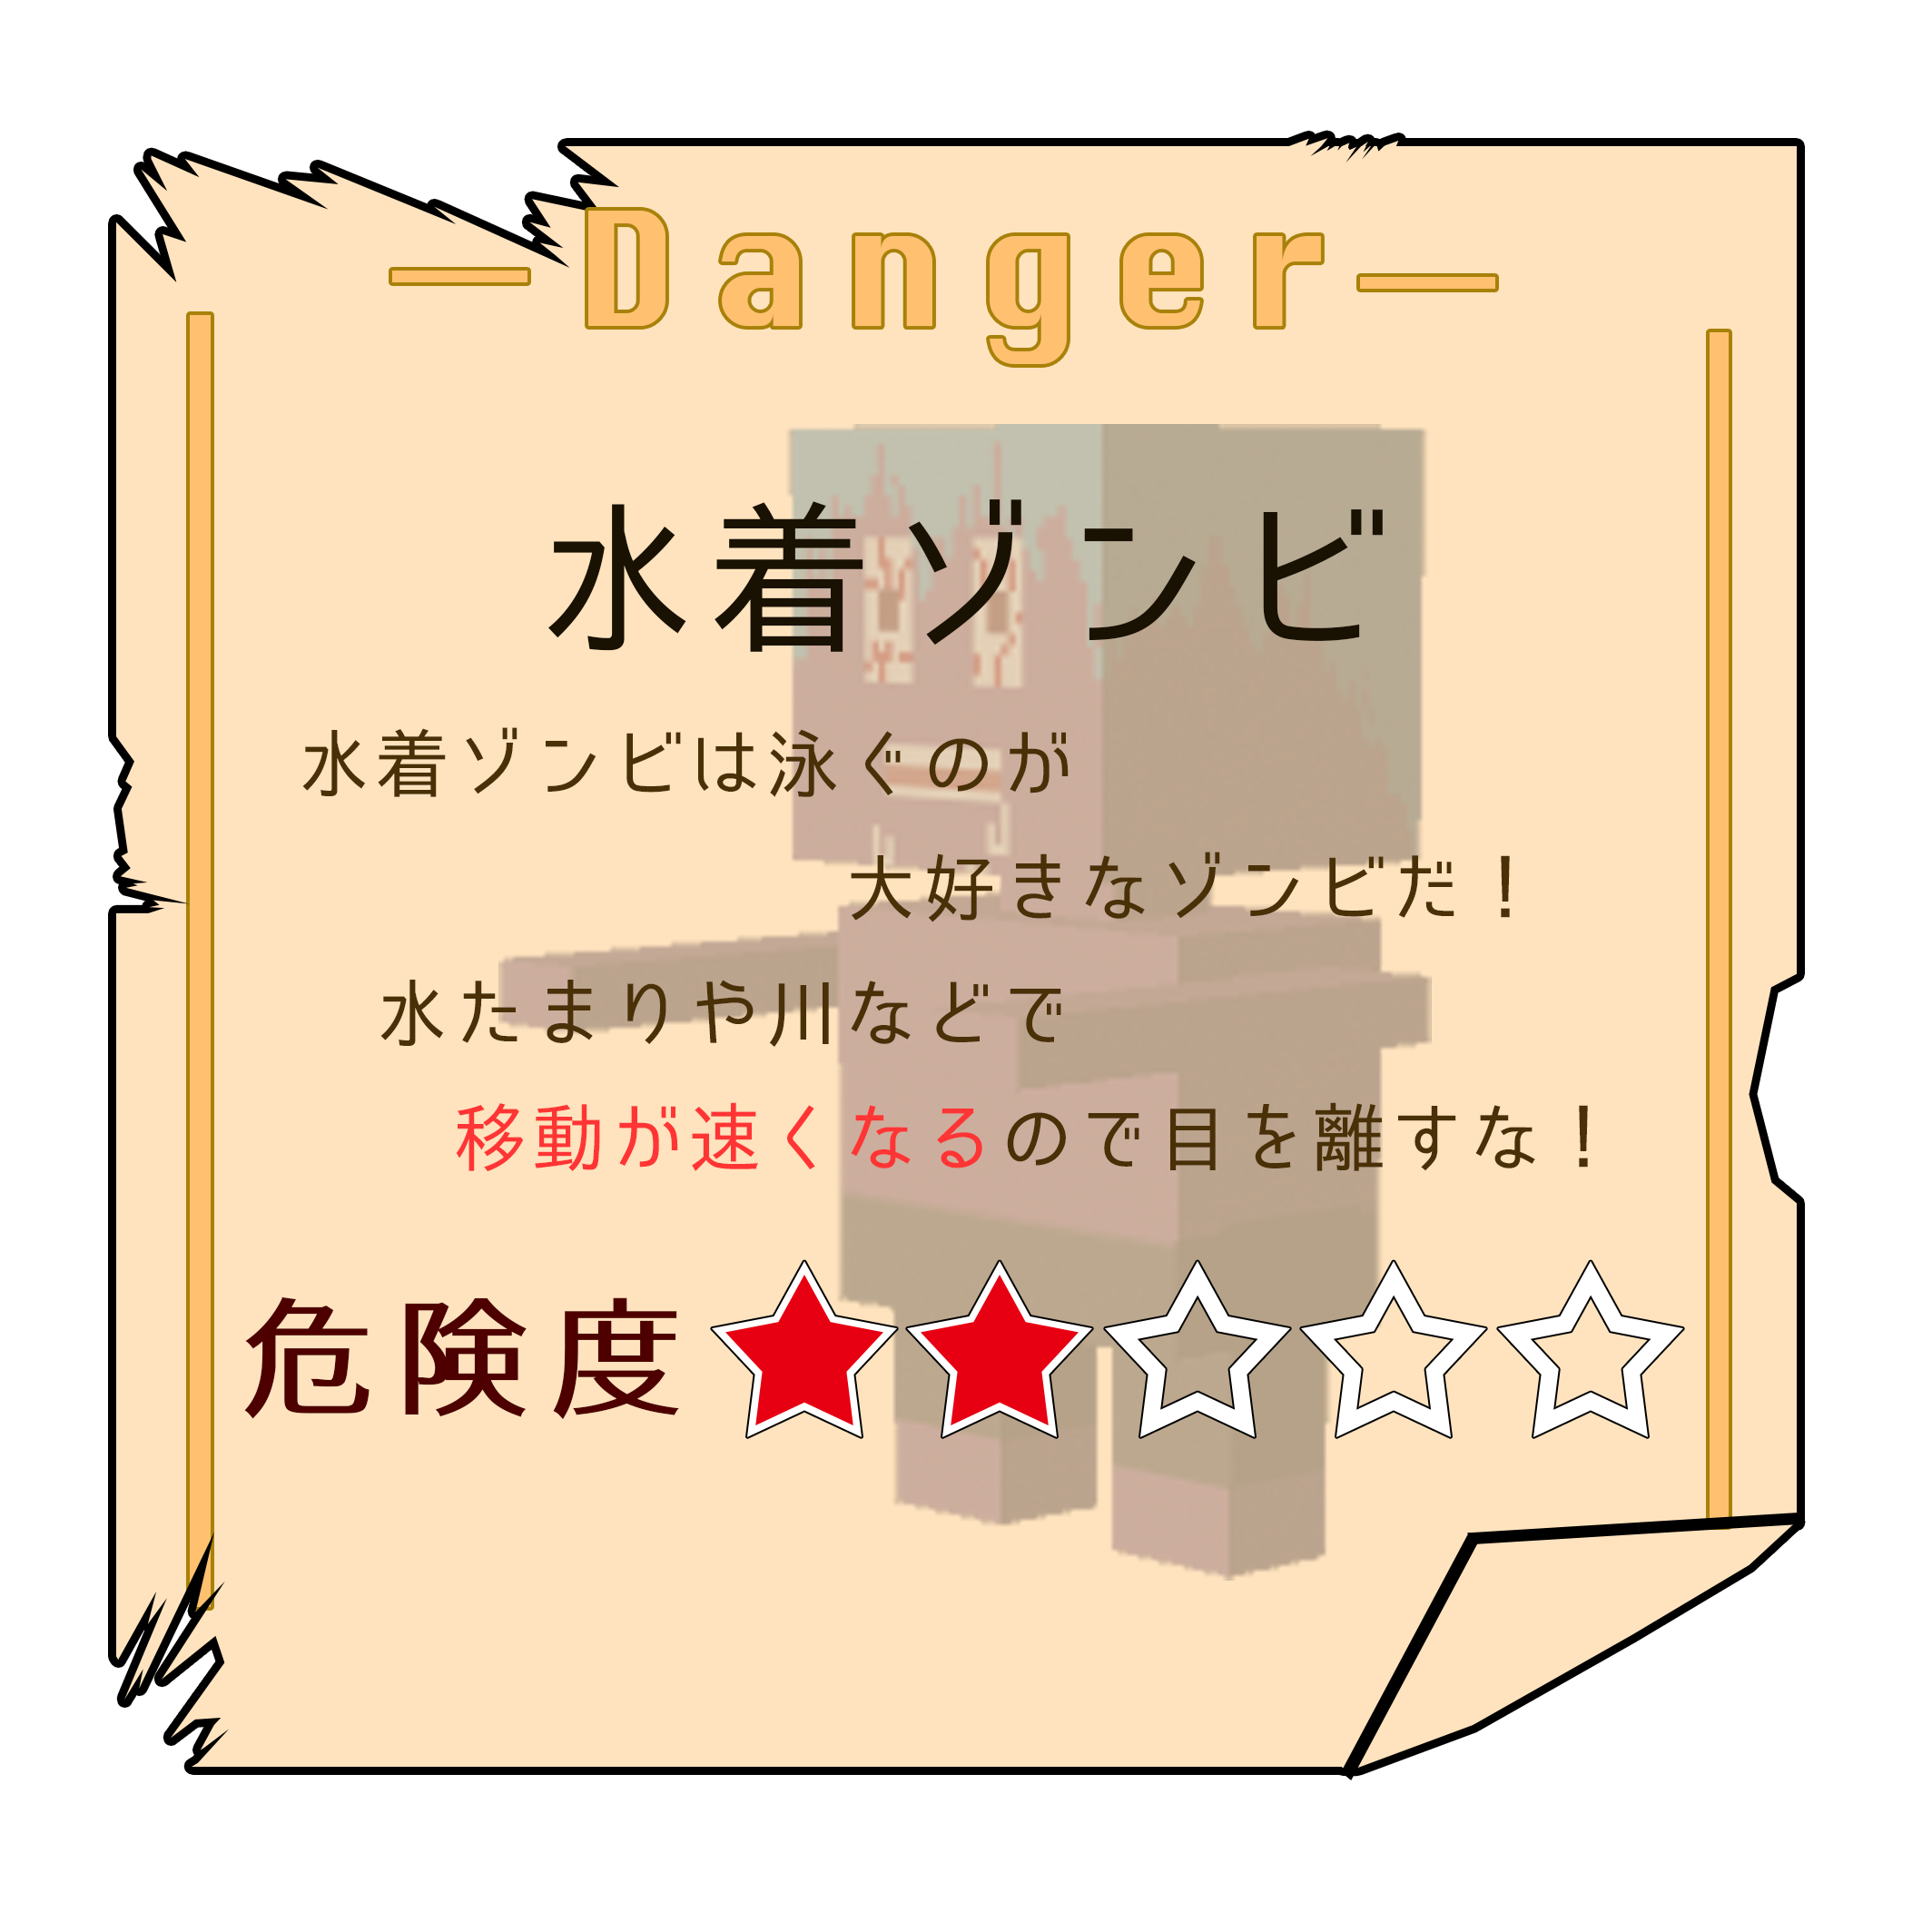 —Danger—
水着ゾンビ
水着ゾンビは泳ぐのが
大好きなゾンビだ！
水たまりや川などで
移動が速くなるので目を離すな！
危険度